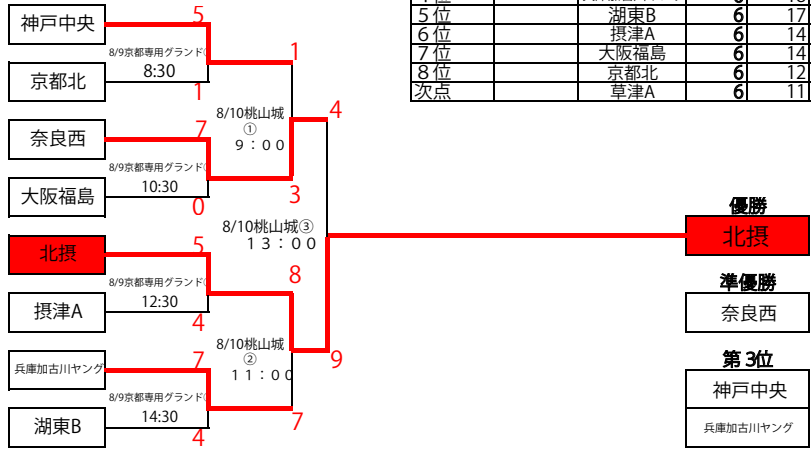 神戸中央
5
8/9京都専用グランド
8:30
京都北
1
1
奈良西
7
8/9京都専用グランド
10:30
大阪福島
0
8/10桃山城
①
9：00
3
4
北摂
5
8/9京都専用グランド
12:30
摂津A
4
8
兵庫加古川ヤング
7
8/9京都専用グランド
14:30
湖東B
4
8/10桃山城
②
11：00
7
9
8/10桃山城③
13：00
5位 湖東B 6 17
6位 摂津A 6 14
7位 大阪福島 6 14
8位 京都北 6 12
次点 草津A 6 11
優勝
北摂
準優勝
奈良西
第3位
神戸中央
兵庫加古川ヤング